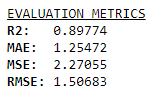 EVALUATION METRICS
R2: 0.89774
MAE: 1.25472
MSE: 2.27055
RMSE: 1.50683